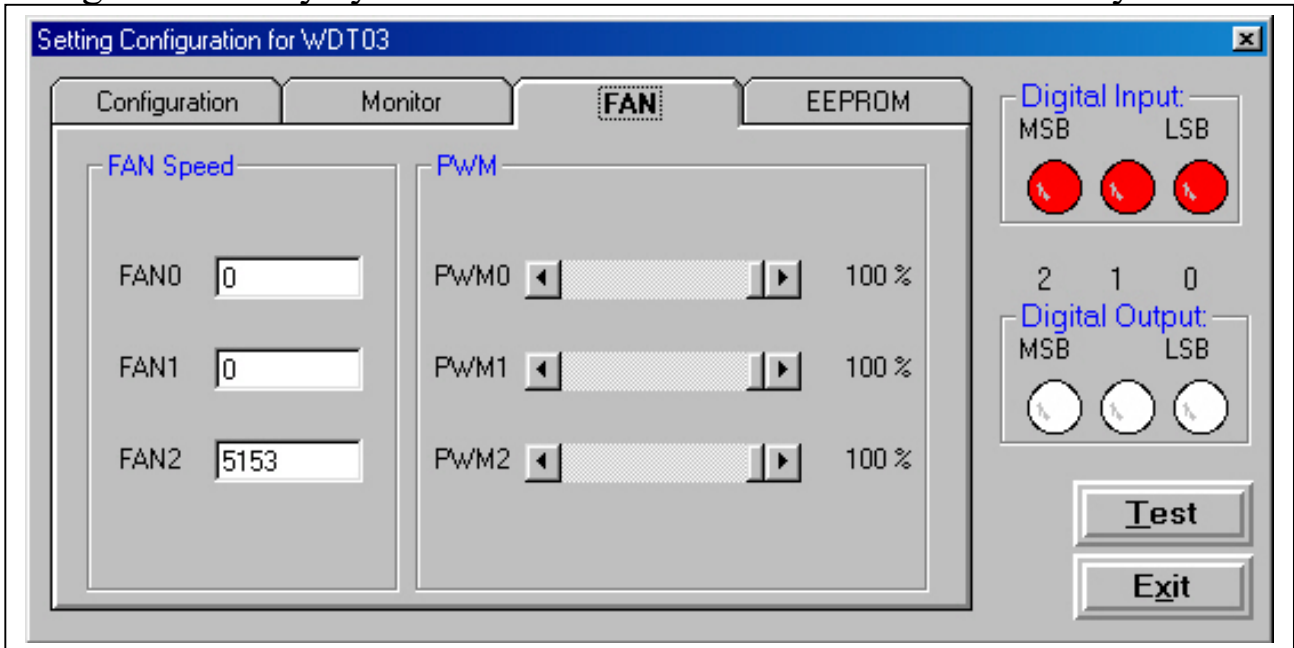 Setting Configuration for WDT03
Configuration Monitor FAN EEPROM
FAN Speed
FAN0 0
FAN1 0
FAN2 5153
PWM
PWM0 100 %
PWM1 100 %
PWM2 100 %
Digital Input:
MSB LSB
2 1 0
Digital Output:
MSB LSB
Test
Exit